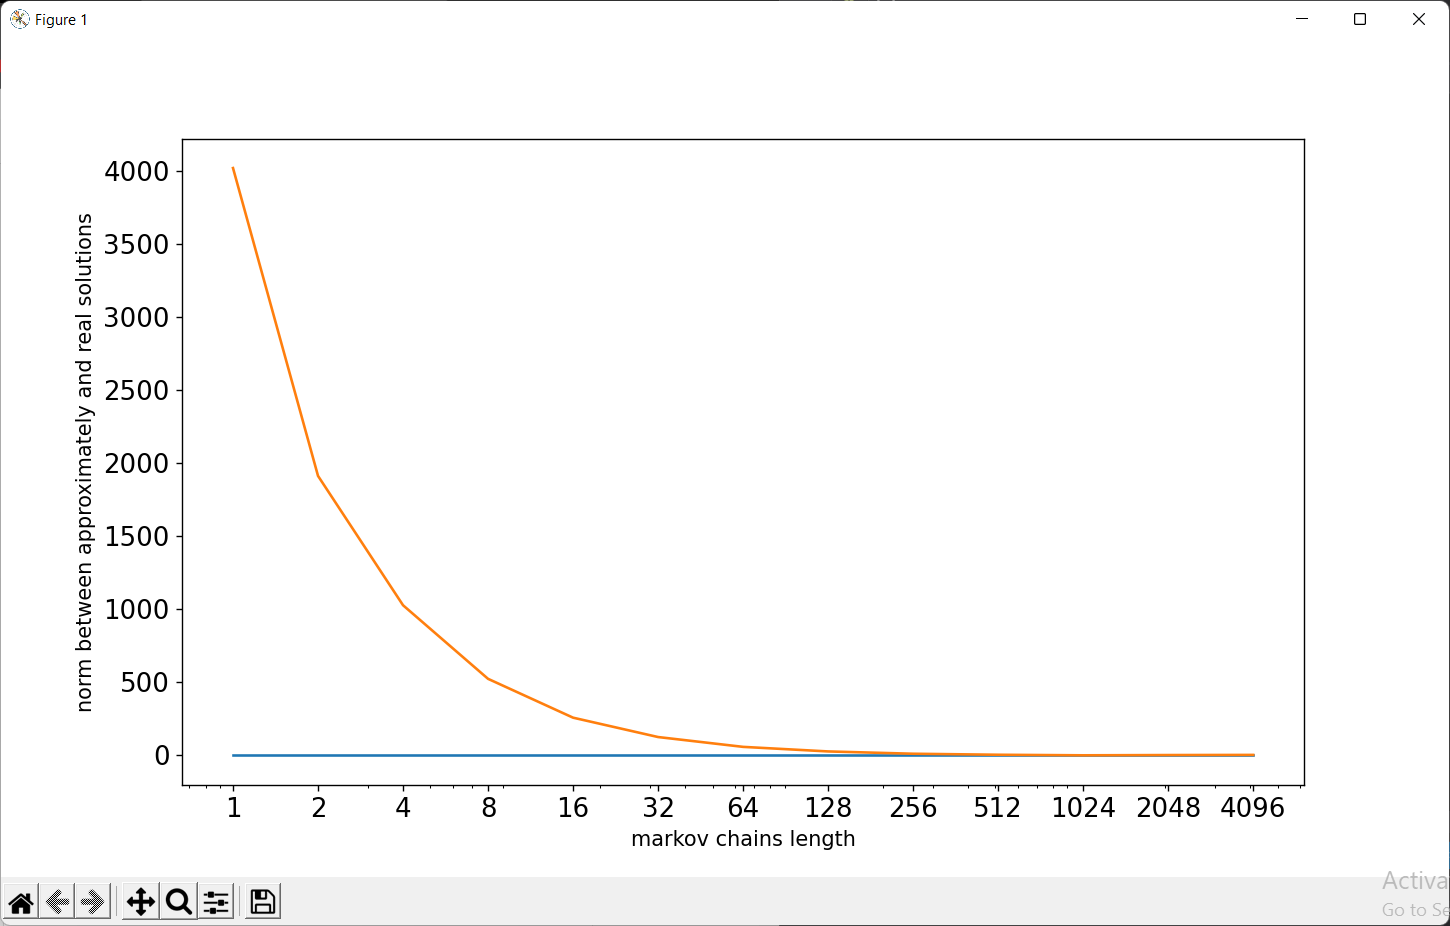 Figure 1
4000
3500
3000
2500
2000
1500
1000
500
0
norm between approximately and real solutions
1 2 4 8 16 32 64 128 256 512 1024 2048 4096
markov chains length
Activa
Go to Se